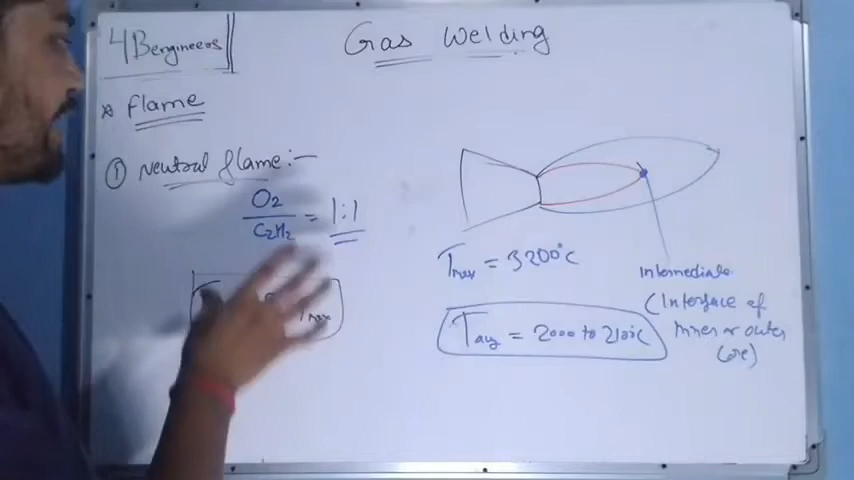 4Bengineers
Gas Welding
* Flame
① Neutral flame:-
O₂
C₂H₂
= 1:1
Tmax = 3200°C
Intermediate
(Interface of
inner & outer
Core)
Tavg = 2000 to 2100°C
Tmax